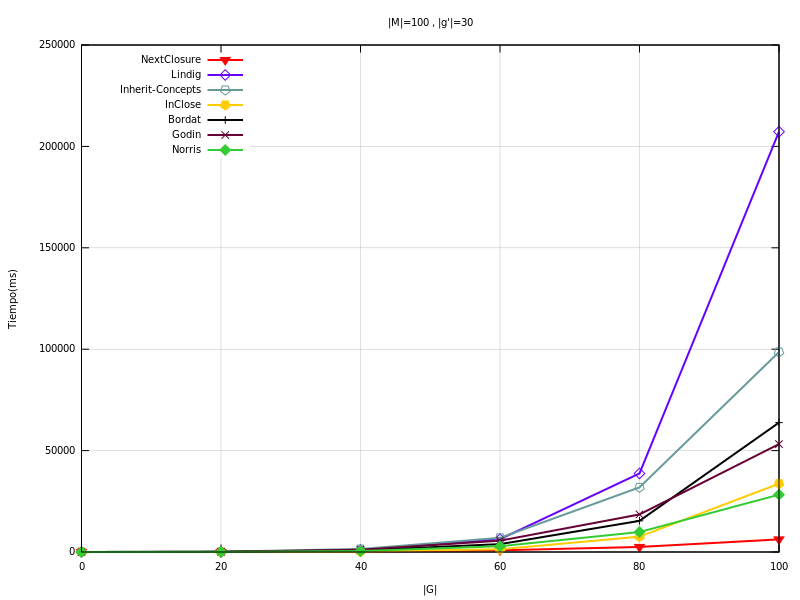 |M|=100 , |g'|=30
250000
200000
150000
100000
50000
0
Tiempo(ms)
NextClosure
Lindig
Inherit-Concepts
InClose
Bordat
Godin
Norris
0 20 40 60 80 100
|G|